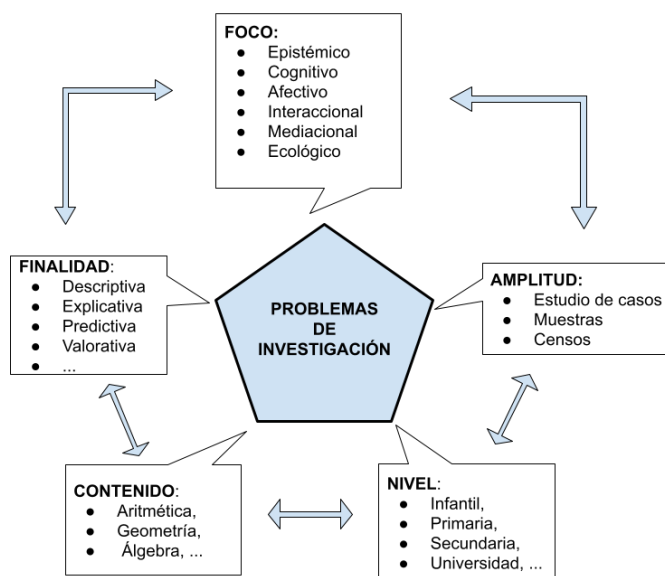 FOCO:
● Epistémico
● Cognitivo
● Afectivo
● Interaccional
● Mediacional
● Ecológico
FINALIDAD:
● Descriptiva
● Explicativa
● Predictiva
● Valorativa
● ...
PROBLEMAS
DE
INVESTIGACIÓN
AMPLITUD:
● Estudio de casos
● Muestras
● Censos
CONTENIDO:
● Aritmética,
● Geometría,
● Álgebra, ...
NIVEL:
● Infantil,
● Primaria,
● Secundaria,
● Universidad, ...